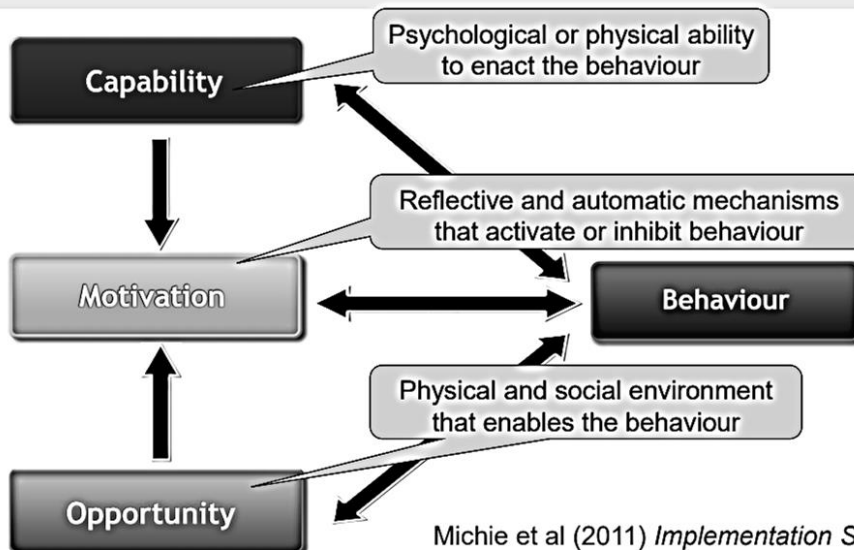 Psychological or physical ability
to enact the behaviour
Capability
Reflective and automatic mechanisms
that activate or inhibit behaviour
Motivation
Behaviour
Physical and social environment
that enables the behaviour
Opportunity
Michie et al (2011) Implementation S